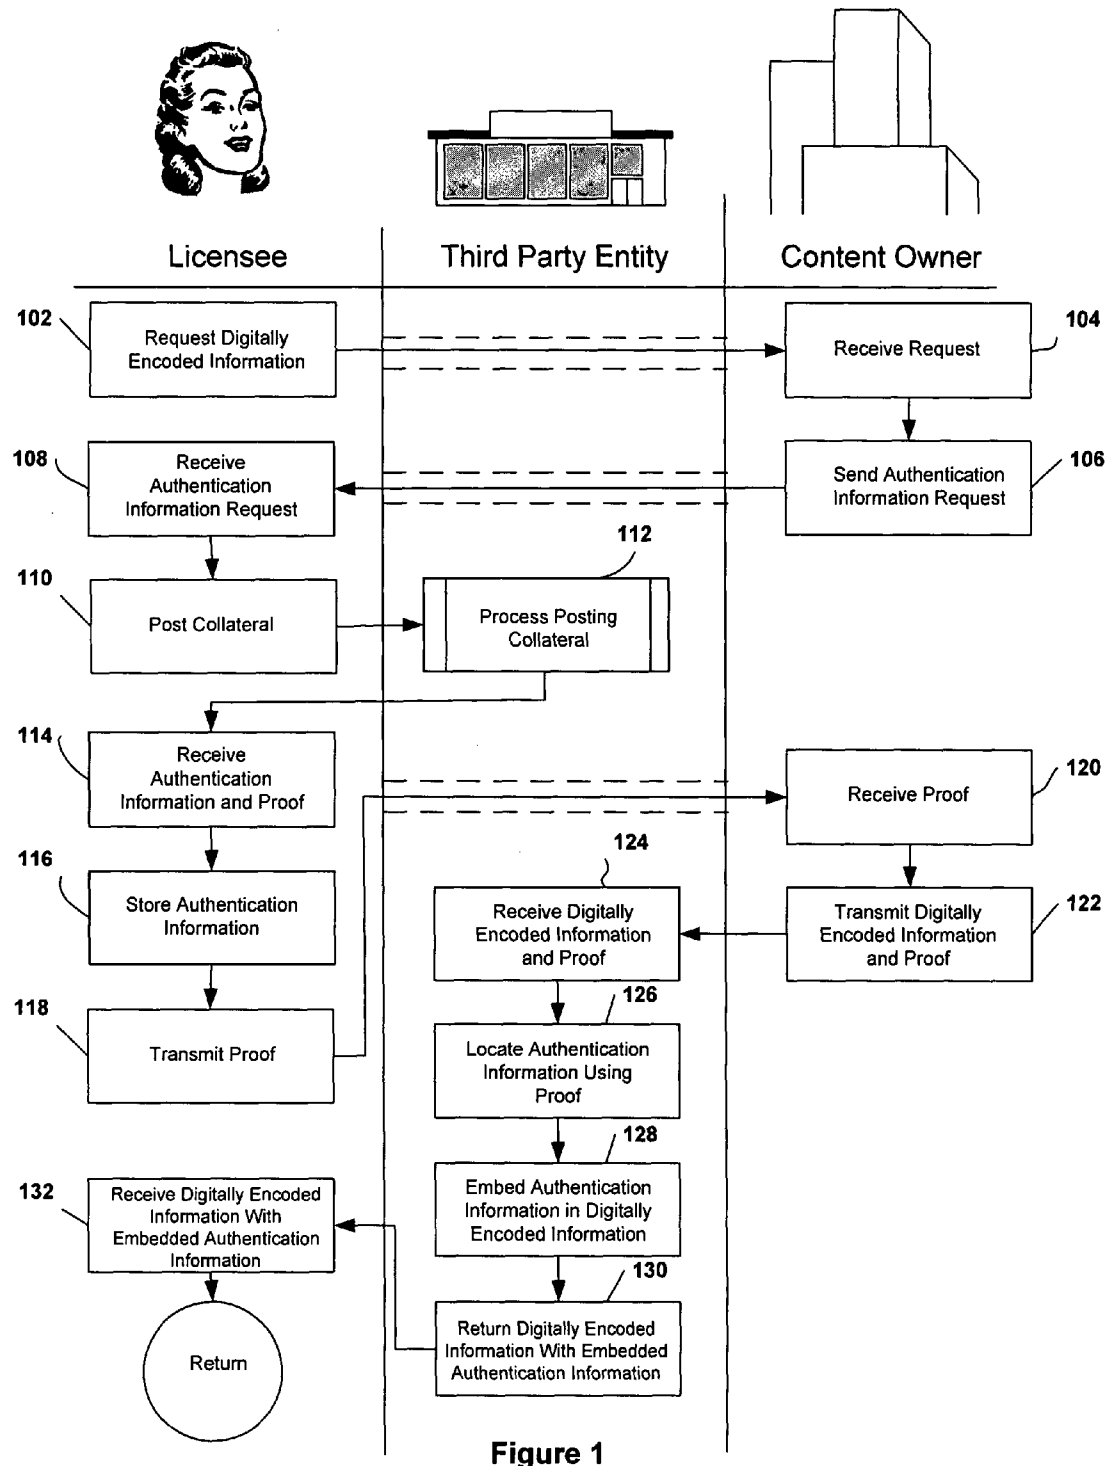 Licensee
Third Party Entity
Content Owner
102
Request Digitally
Encoded Information
104
Receive Request
108
Receive
Authentication
Information Request
106
Send Authentication
Information Request
110
Post Collateral
112
Process Posting
Collateral
114
Receive
Authentication
Information and Proof
120
Receive Proof
116
Store Authentication
Information
124
Receive Digitally
Encoded Information
and Proof
122
Transmit Digitally
Encoded Information
and Proof
118
Transmit Proof
126
Locate Authentication
Information Using
Proof
128
Embed Authentication
Information in Digitally
Encoded Information
132
Receive Digitally Encoded
Information With
Embedded Authentication
Information
130
Return Digitally Encoded
Information With Embedded
Authentication Information
Return
Figure 1